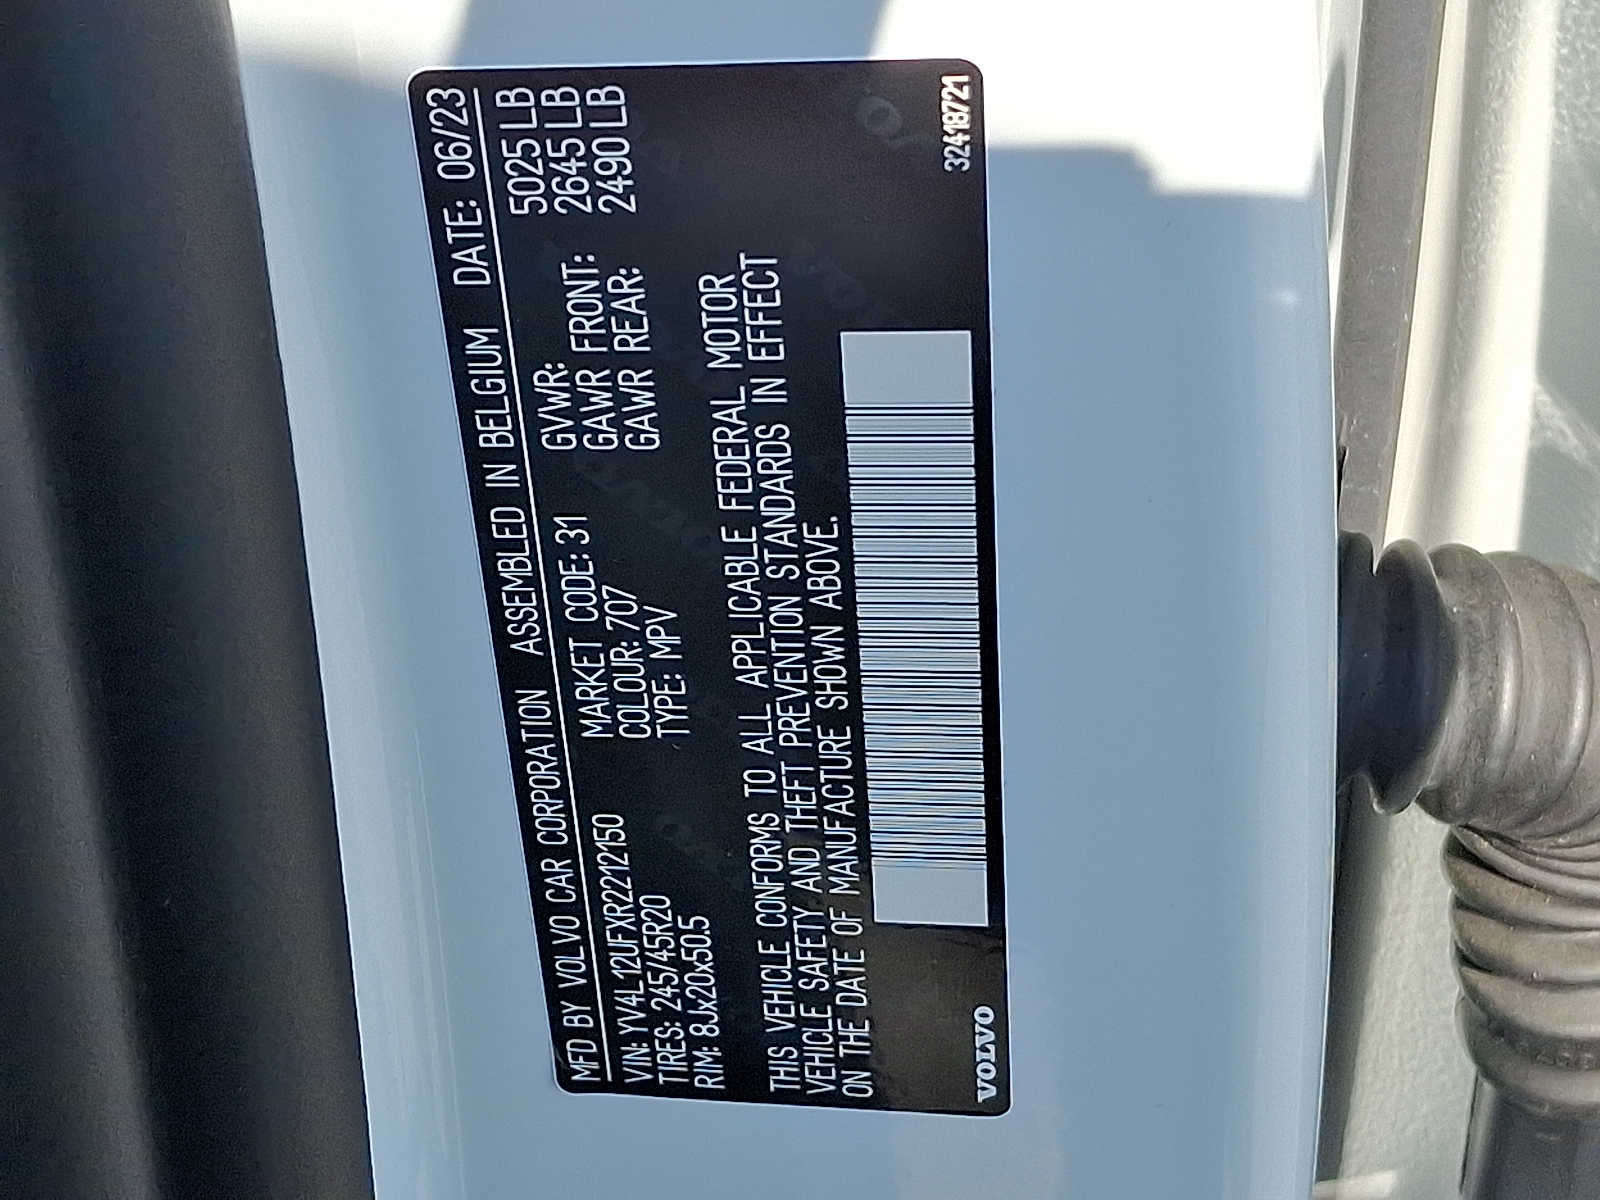 MFD BY VOLVO CAR CORPORATION ASSEMBLED IN BELGIUM DATE: 06/23
VIN: YV4L12UFXR2212150 MARKET CODE: 31 GVWR: 5025 LB
TIRES: 245/45R20 COLOUR: 707 GAWR FRONT: 2645 LB
RIM: 8Jx20x50.5 TYPE: MPV GAWR REAR: 2490 LB
THIS VEHICLE CONFORMS TO ALL APPLICABLE FEDERAL MOTOR
VEHICLE SAFETY AND THEFT PREVENTION STANDARDS IN EFFECT
ON THE DATE OF MANUFACTURE SHOWN ABOVE.
VOLVO 32418721